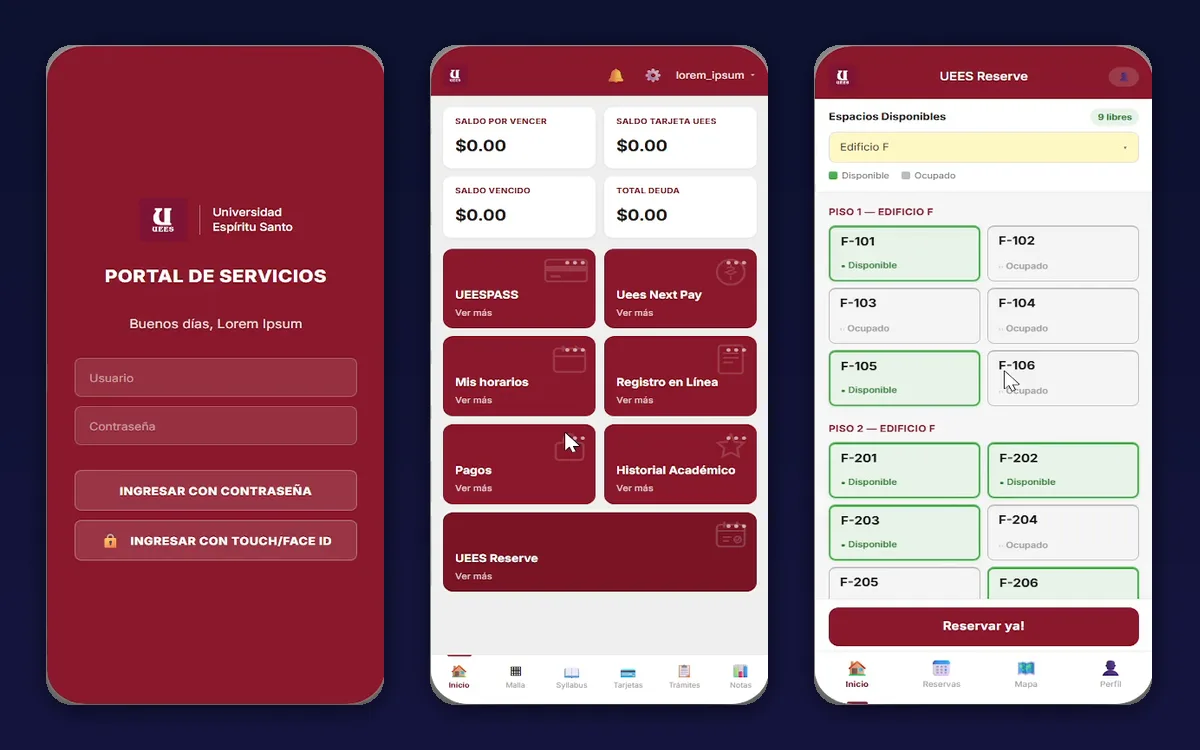 U
UEES
Universidad
Espíritu Santo
PORTAL DE SERVICIOS
Buenos días, Lorem Ipsum
Usuario
Contraseña
INGRESAR CON CONTRASEÑA
INGRESAR CON TOUCH/FACE ID
U
UEES
lorem_ipsum
SALDO POR VENCER
$0.00
SALDO TARJETA UEES
$0.00
SALDO VENCIDO
$0.00
TOTAL DEUDA
$0.00
UEESPASS
Ver más
Uees Next Pay
Ver más
Mis horarios
Ver más
Registro en Línea
Ver más
Pagos
Ver más
Historial Académico
Ver más
UEES Reserve
Ver más
Inicio
Malla
Syllabus
Tarjetas
Trámites
Notas
U
UEES
UEES Reserve
Espacios Disponibles
9 libres
Edificio F
Disponible
Ocupado
PISO 1 — EDIFICIO F
F-101
Disponible
F-102
Ocupado
F-103
Ocupado
F-104
Ocupado
F-105
Disponible
F-106
Ocupado
PISO 2 — EDIFICIO F
F-201
Disponible
F-202
Disponible
F-203
Disponible
F-204
Ocupado
F-205
F-206
Reservar ya!
Inicio
Reservas
Mapa
Perfil